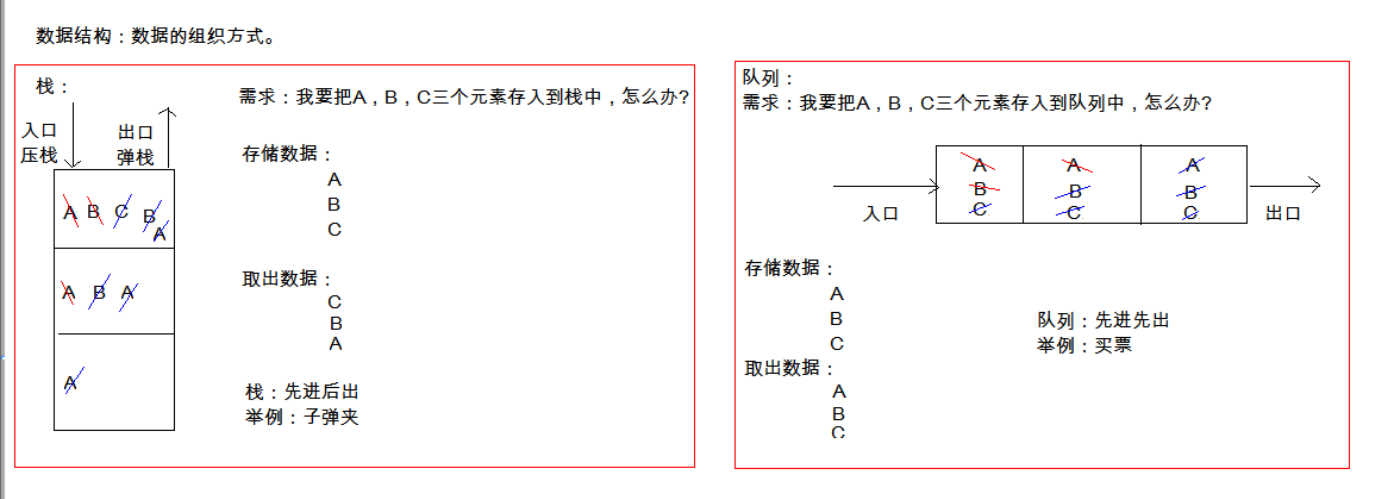 数据结构：数据的组织方式。
栈：
需求：我要把A，B，C三个元素存入到栈中，怎么办?
入口
压栈
出口
弹栈
A B C B
A
A B A
A
存储数据：
A
B
C
取出数据：
C
B
A
栈：先进后出
举例：子弹夹
队列：
需求：我要把A，B，C三个元素存入到队列中，怎么办?
A A A
B B B
C C C
入口
出口
存储数据：
A
B
C
队列：先进先出
举例：买票
取出数据：
A
B
C